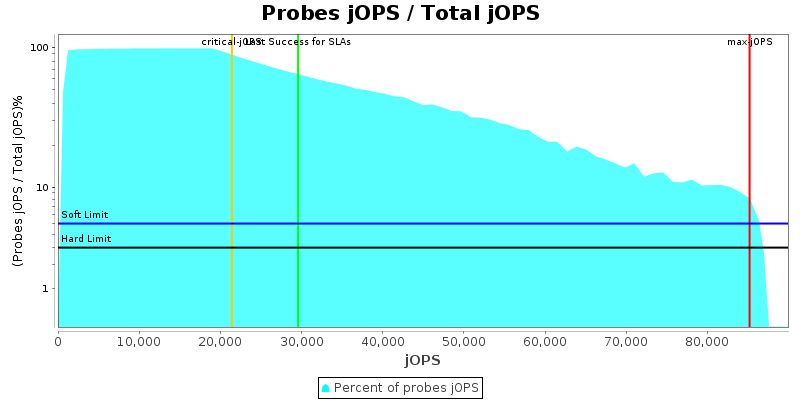 Probes jOPS / Total jOPS
critical-jOPS
Last Success for SLAs
max-jOPS
(Probes jOPS / Total jOPS)%
100
10
1
Soft Limit
Hard Limit
0
10,000
20,000
30,000
40,000
50,000
60,000
70,000
80,000
jOPS
Percent of probes jOPS